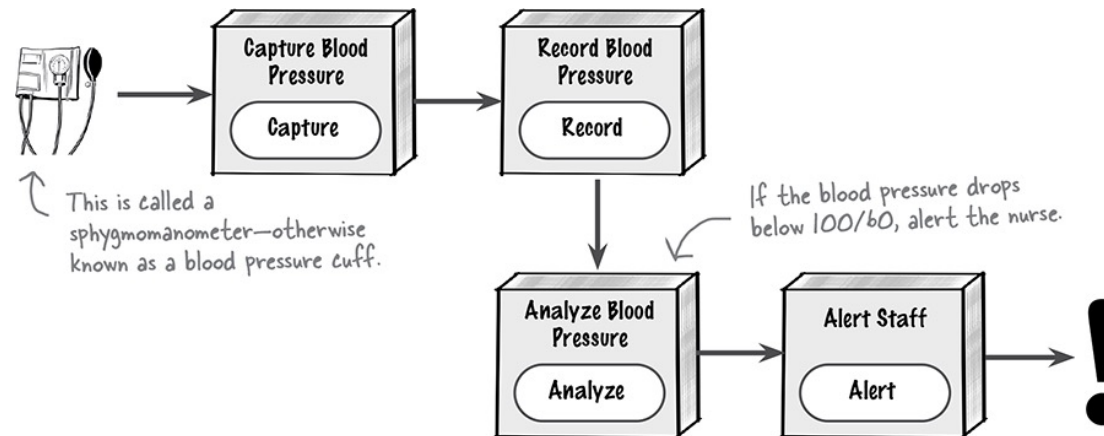 Capture Blood
Pressure
Capture
Record Blood
Pressure
Record
This is called a
sphygmomanometer—otherwise
known as a blood pressure cuff.
If the blood pressure drops
below 100/60, alert the nurse.
Analyze Blood
Pressure
Analyze
Alert Staff
Alert
!